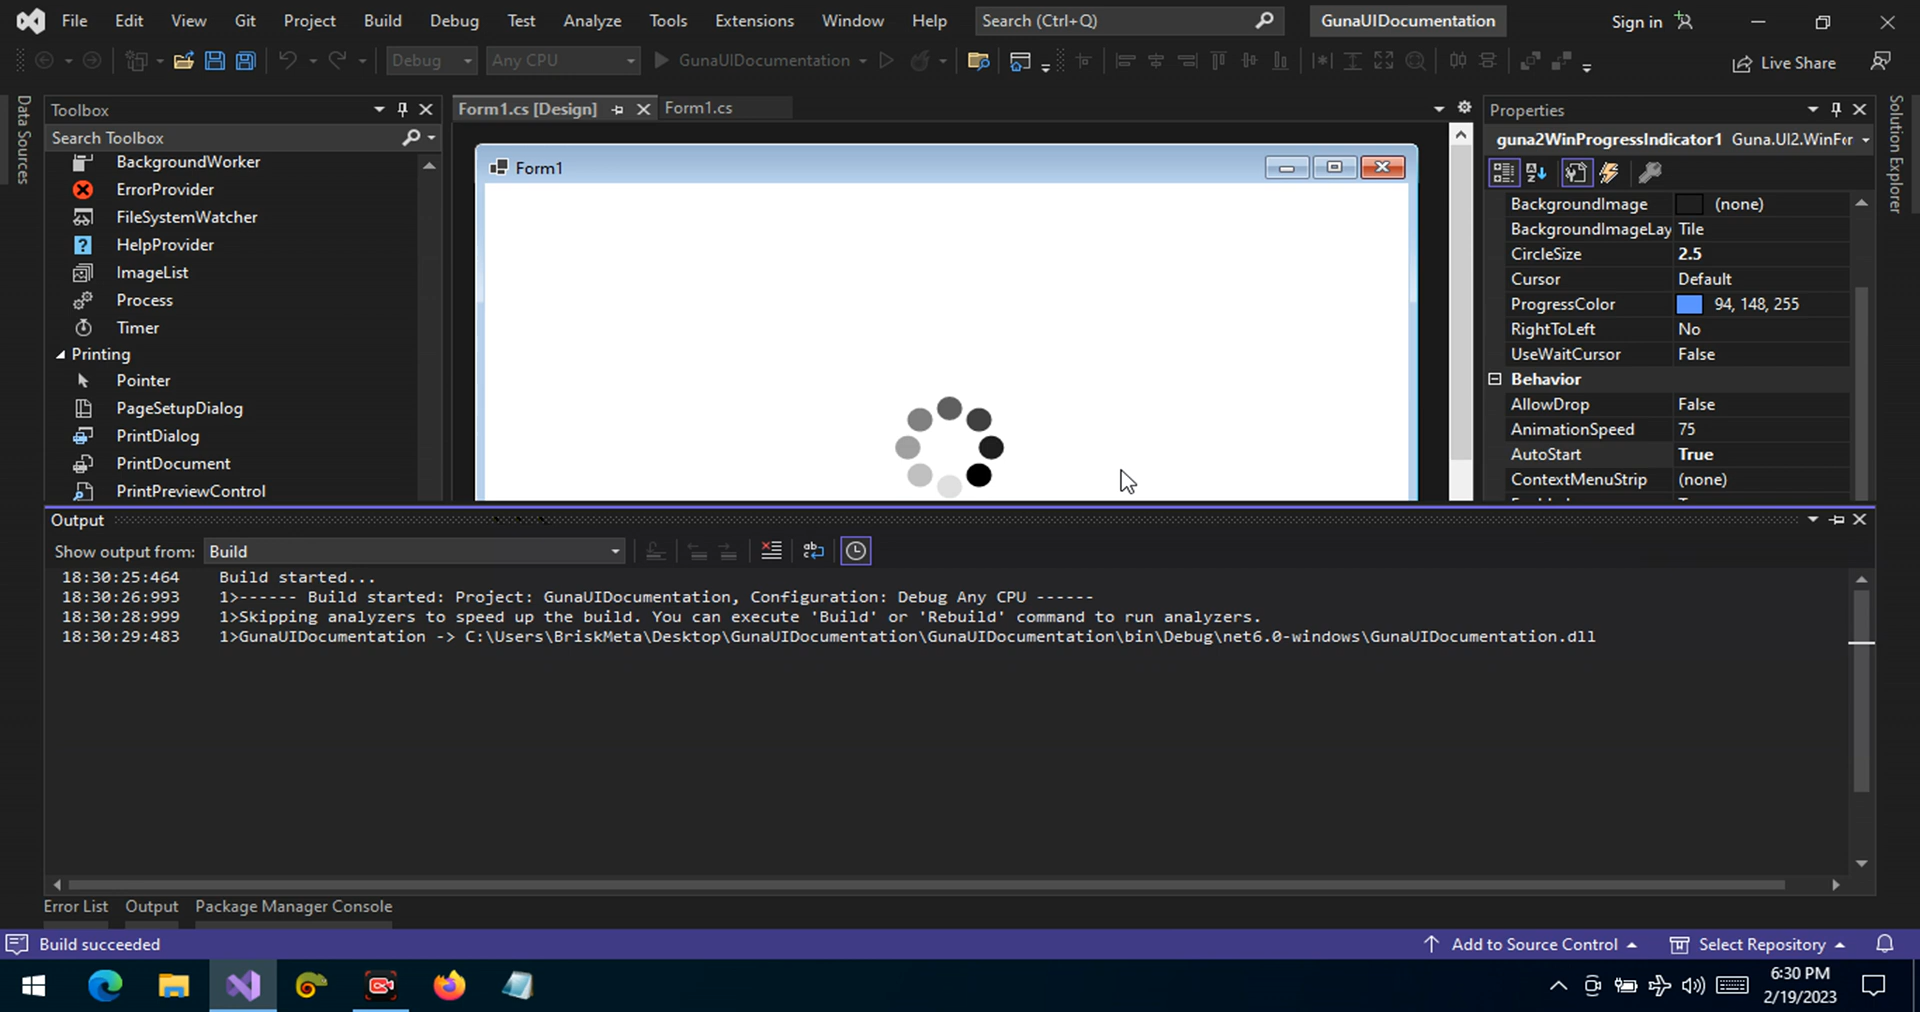 File Edit View Git Project Build Debug Test Analyze Tools Extensions Window Help Search (Ctrl+Q) GunaUIDocumentation Sign in
Debug Any CPU GunaUIDocumentation Live Share
Data Sources
Toolbox
Search Toolbox
BackgroundWorker
ErrorProvider
FileSystemWatcher
HelpProvider
ImageList
Process
Timer
Printing
Pointer
PageSetupDialog
PrintDialog
PrintDocument
PrintPreviewControl
Form1.cs [Design] Form1.cs
Form1
Properties
guna2WinProgressIndicator1 Guna.UI2.WinFor
BackgroundImage (none)
BackgroundImageLay Tile
CircleSize 2.5
Cursor Default
ProgressColor 94, 148, 255
RightToLeft No
UseWaitCursor False
Behavior
AllowDrop False
AnimationSpeed 75
AutoStart True
ContextMenuStrip (none)
Solution Explorer
Output
Show output from: Build
18:30:25:464 Build started...
18:30:26:993 1>------ Build started: Project: GunaUIDocumentation, Configuration: Debug Any CPU ------
18:30:28:999 1>Skipping analyzers to speed up the build. You can execute 'Build' or 'Rebuild' command to run analyzers.
18:30:29:483 1>GunaUIDocumentation -> C:\Users\BriskMeta\Desktop\GunaUIDocumentation\GunaUIDocumentation\bin\Debug\net6.0-windows\GunaUIDocumentation.dll
Error List Output Package Manager Console
Build succeeded Add to Source Control Select Repository
6:30 PM
2/19/2023